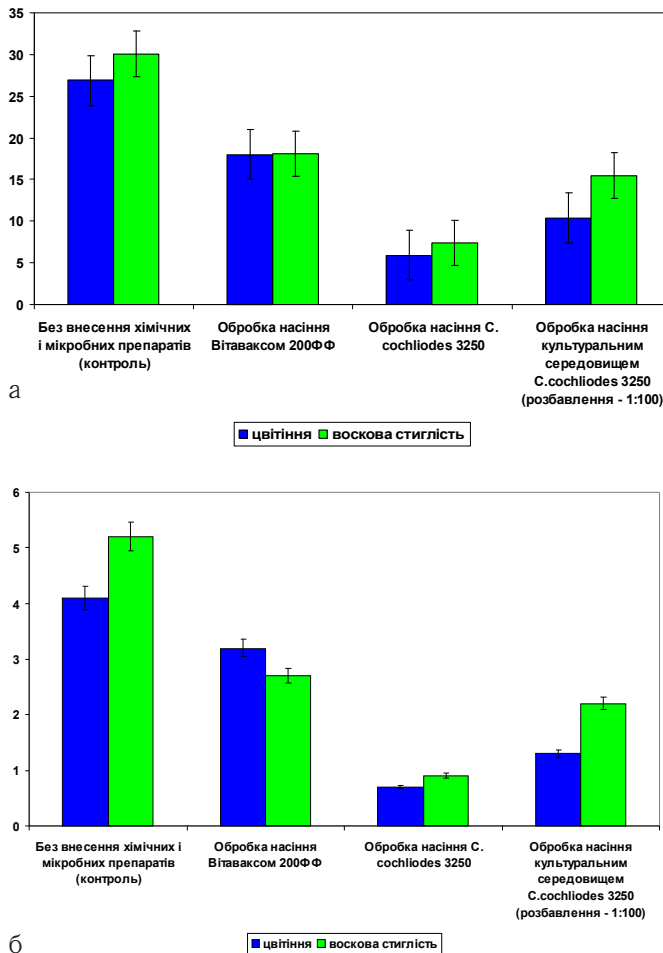 35
30
25
20
15
10
5
0
Без внесення хімічних
і мікробних препаратів
(контроль)
Обробка насіння
Вітаваксом 200ФФ
Обробка насіння С.
cochliodes 3250
Обробка насіння
культуральним
середовищем
C.cochliodes 3250
(розбавлення - 1:100)
а
цвітіння воскова стиглість
6
5
4
3
2
1
0
Без внесення хімічних і
мікробних препаратів
(контроль)
Обробка насіння
Вітаваксом 200ФФ
Обробка насіння С.
cochliodes 3250
Обробка насіння
культуральним
середовищем
C.cochliodes 3250
(розбавлення - 1:100)
б
цвітіння воскова стиглість